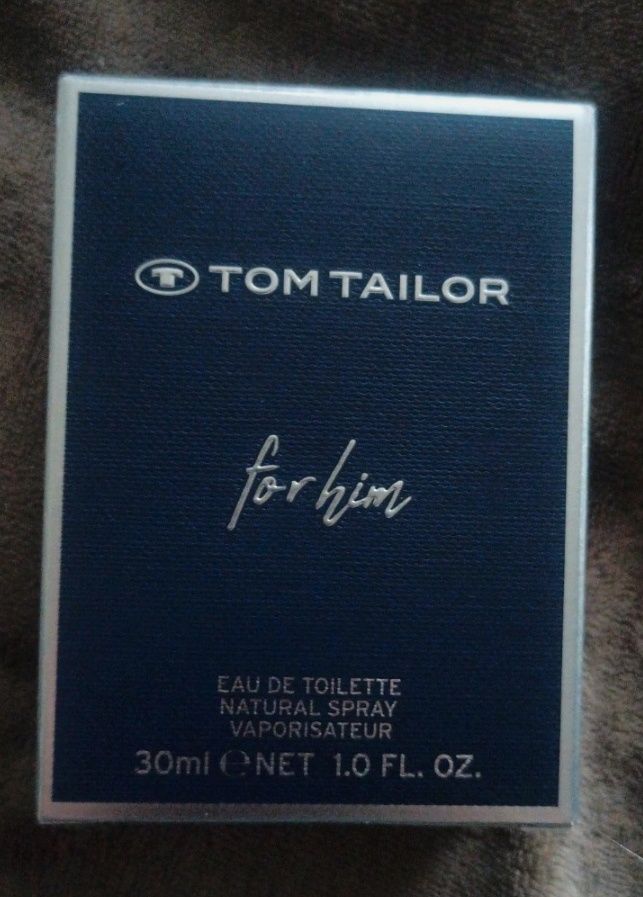 TOM TAILOR
for him
EAU DE TOILETTE
NATURAL SPRAY
VAPORISATEUR
30ml ℮ NET 1.0 FL. OZ.